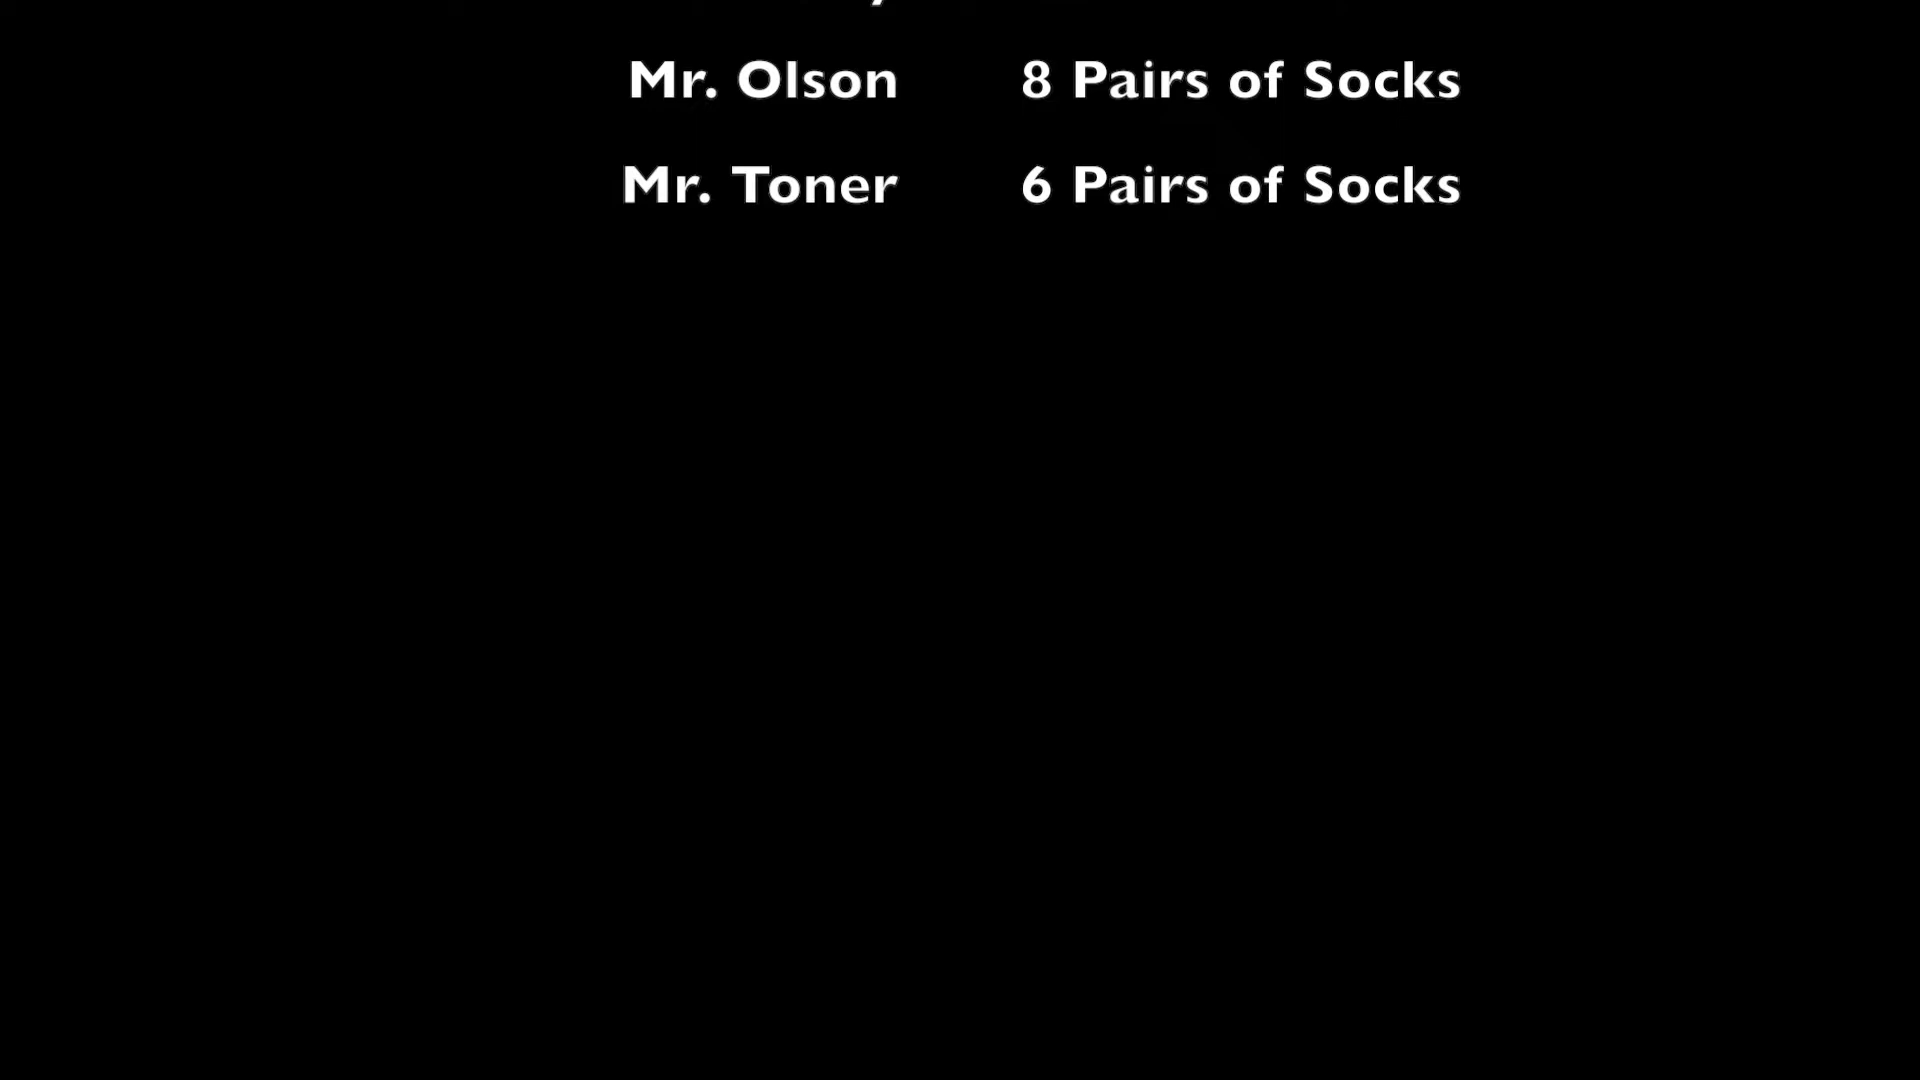 Mr. Olson 8 Pairs of Socks
Mr. Toner 6 Pairs of Socks